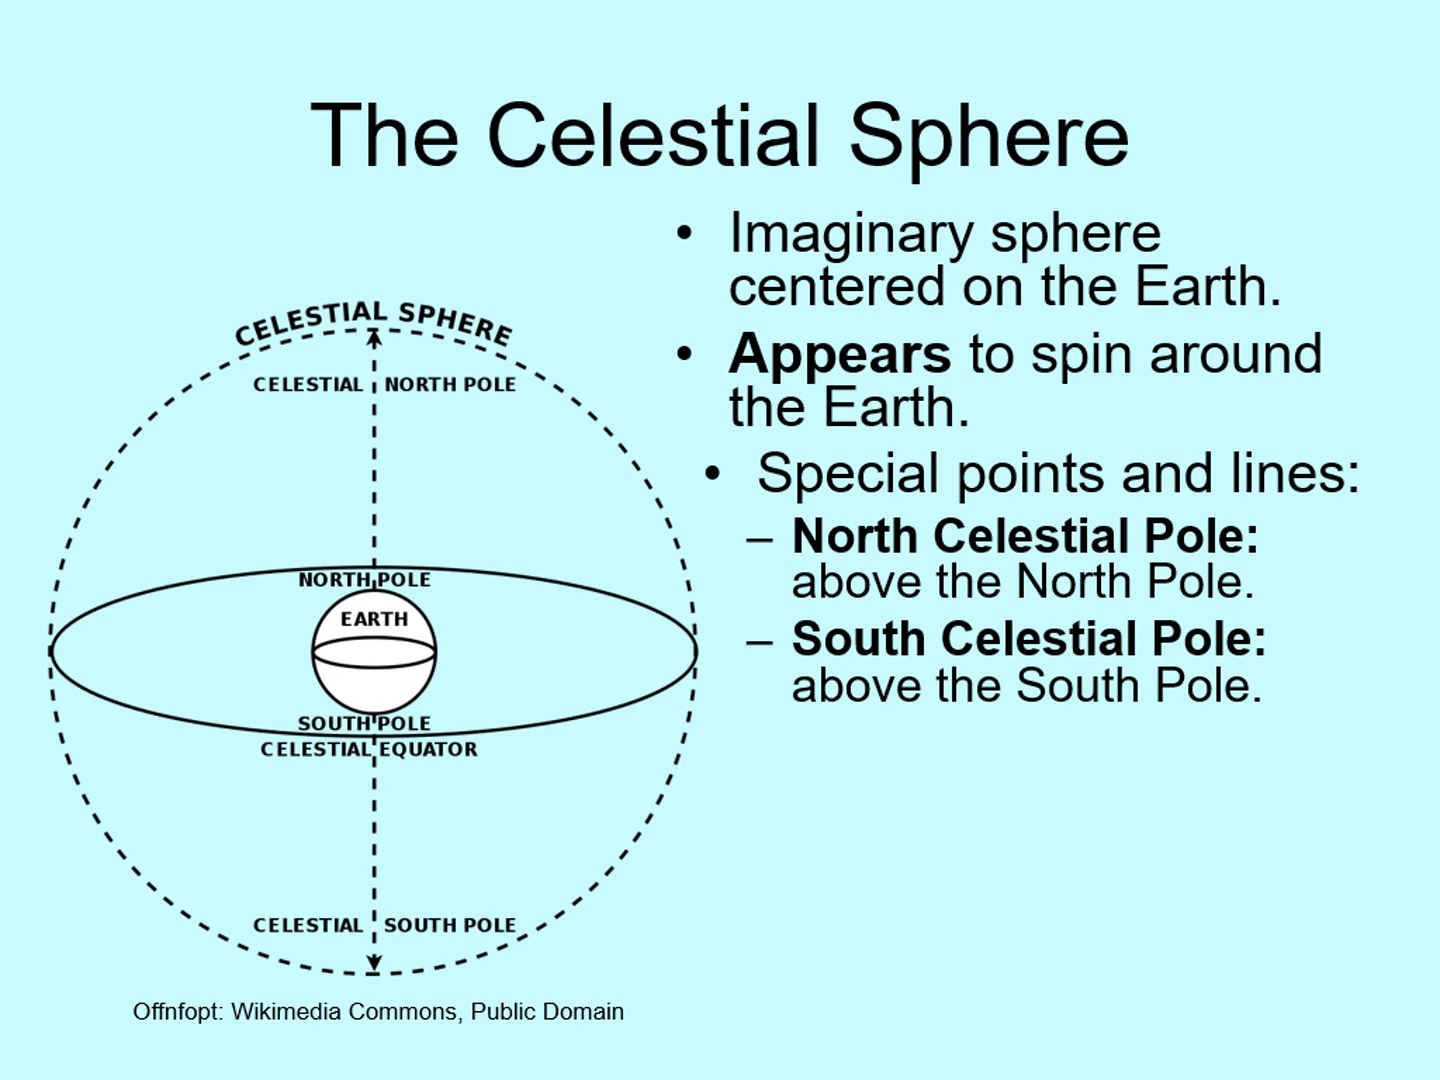 The Celestial Sphere
• Imaginary sphere
centered on the Earth.
• Appears to spin around
the Earth.
• Special points and lines:
– North Celestial Pole:
above the North Pole.
– South Celestial Pole:
above the South Pole.
CELESTIAL SPHERE
CELESTIAL NORTH POLE
NORTH POLE
EARTH
SOUTH POLE
CELESTIAL EQUATOR
CELESTIAL SOUTH POLE
Offnfopt: Wikimedia Commons, Public Domain